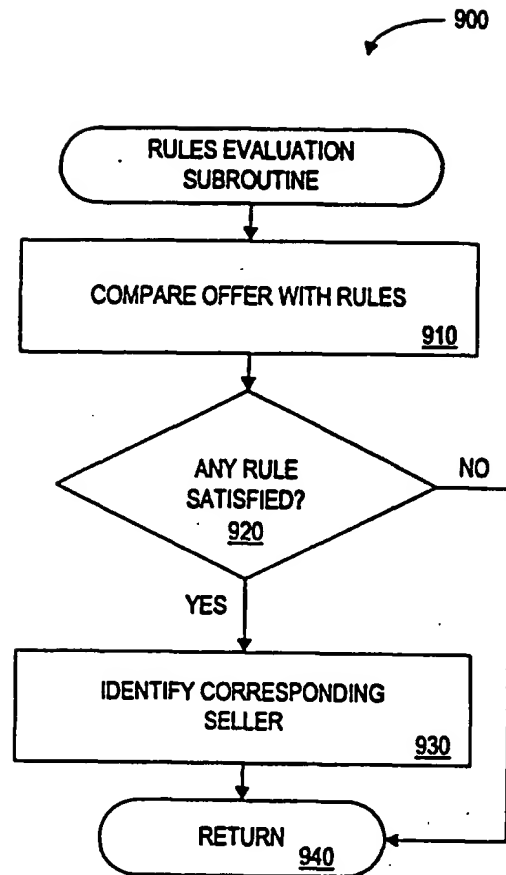 900
RULES EVALUATION
SUBROUTINE
COMPARE OFFER WITH RULES
910
ANY RULE
SATISFIED?
920
NO
YES
IDENTIFY CORRESPONDING
SELLER
930
RETURN
940